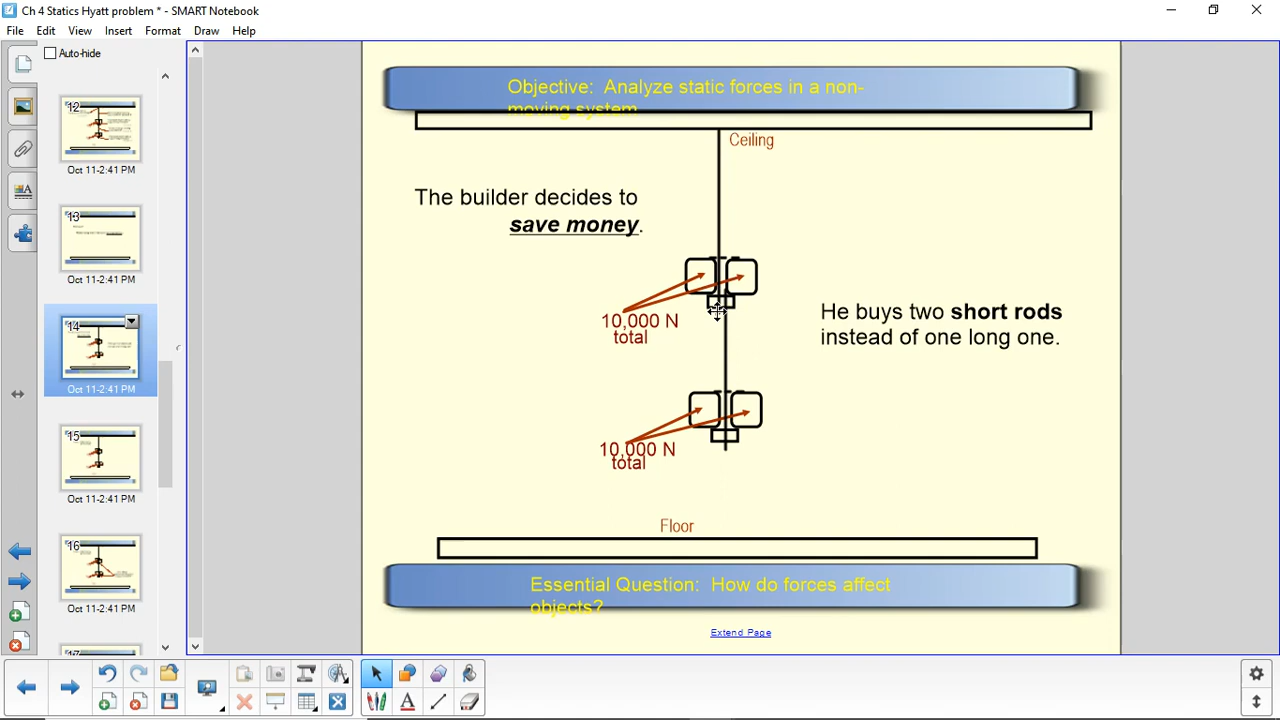 Ch 4 Statics Hyatt problem * - SMART Notebook
File Edit View Insert Format Draw Help
Auto-hide
12
Oct 11-2:41 PM
13
Oct 11-2:41 PM
14
Oct 11-2:41 PM
15
Oct 11-2:41 PM
16
Oct 11-2:41 PM
17
Objective: Analyze static forces in a non-
moving system
Ceiling
The builder decides to
save money.
10,000 N
total
He buys two short rods
instead of one long one.
10,000 N
total
Floor
Essential Question: How do forces affect
objects?
Extend Page